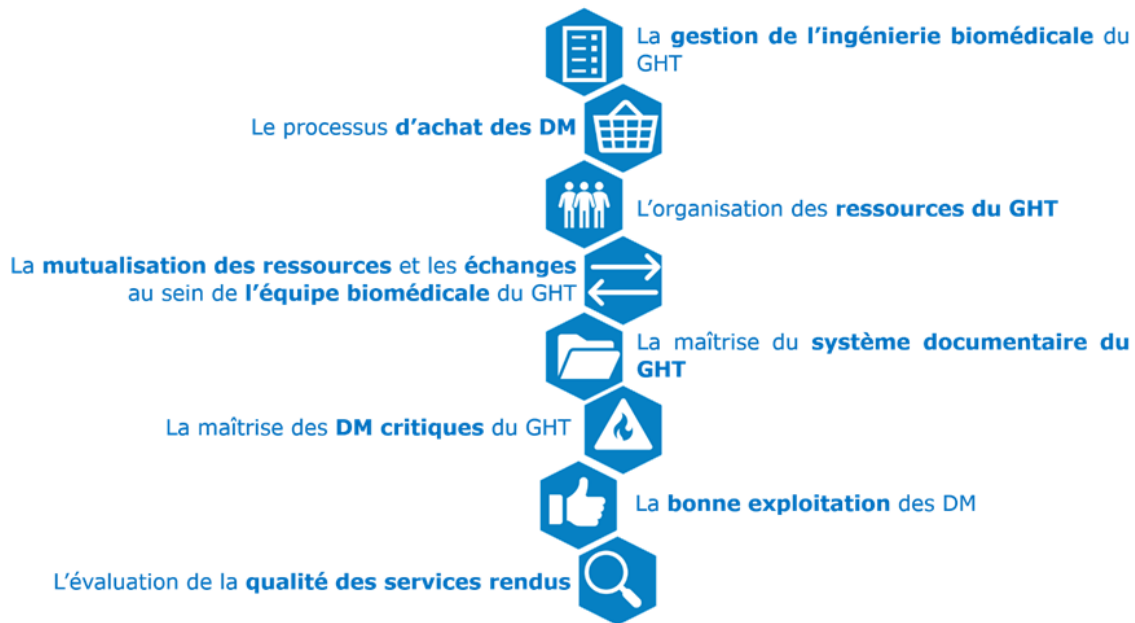 La gestion de l'ingénierie biomédicale du
GHT
Le processus d'achat des DM
L'organisation des ressources du GHT
La mutualisation des ressources et les échanges
au sein de l'équipe biomédicale du GHT
La maîtrise du système documentaire du
GHT
La maîtrise des DM critiques du GHT
La bonne exploitation des DM
L'évaluation de la qualité des services rendus